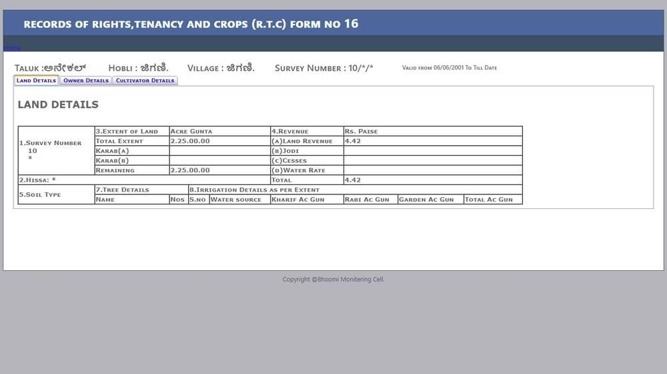 RECORDS OF RIGHTS,TENANCY AND CROPS (R.T.C) FORM NO 16
TALUK :ಆನೇಕಲ್ HOBLI : ಜಿಗಣಿ. VILLAGE : ಜಿಗಣಿ. SURVEY NUMBER : 10/*/* VALID FROM 06/06/2001 TO TILL DATE
LAND DETAILS OWNER DETAILS CULTIVATOR DETAILS
LAND DETAILS
1.SURVEY NUMBER 10 * 3.EXTENT OF LAND ACRE GUNTA 4.REVENUE RS. PAISE
TOTAL EXTENT 2.25.00.00 (A)LAND REVENUE 4.42
KARAB(A) (B)JODI
KARAB(B) (C)CESSES
REMAINING 2.25.00.00 (D)WATER RATE
2.HISSA: * TOTAL 4.42
5.SOIL TYPE 7.TREE DETAILS 8.IRRIGATION DETAILS AS PER EXTENT
NAME NOS S.NO WATER SOURCE KHARIF AC GUN RABI AC GUN GARDEN AC GUN TOTAL AC GUN
Copyright @Bhoomi Monitering Cell.